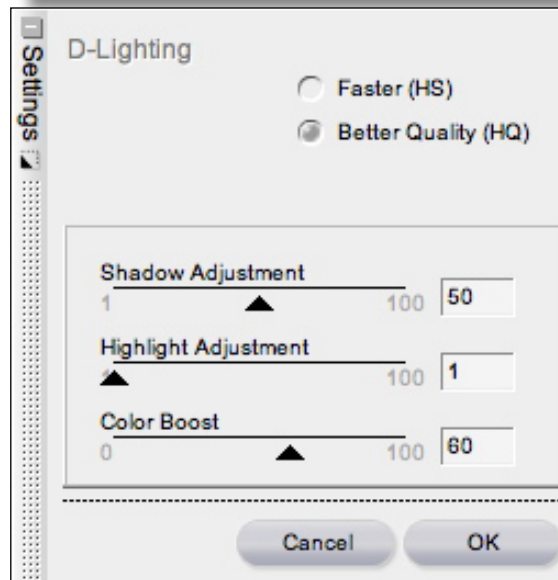 Settings
D-Lighting
Faster (HS)
Better Quality (HQ)
Shadow Adjustment
1 100 50
Highlight Adjustment
1 100 1
Color Boost
0 100 60
Cancel OK